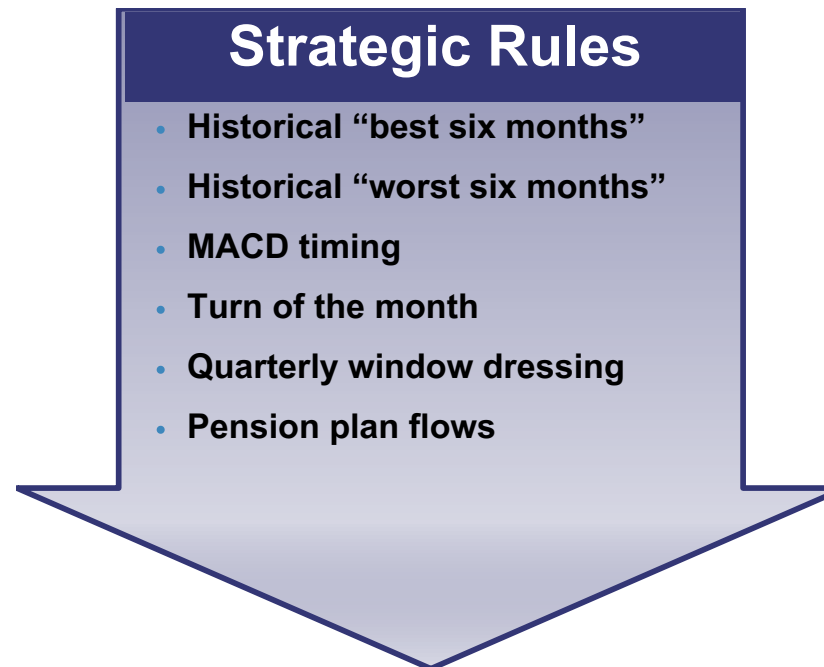 Strategic Rules
• Historical “best six months”
• Historical “worst six months”
• MACD timing
• Turn of the month
• Quarterly window dressing
• Pension plan flows